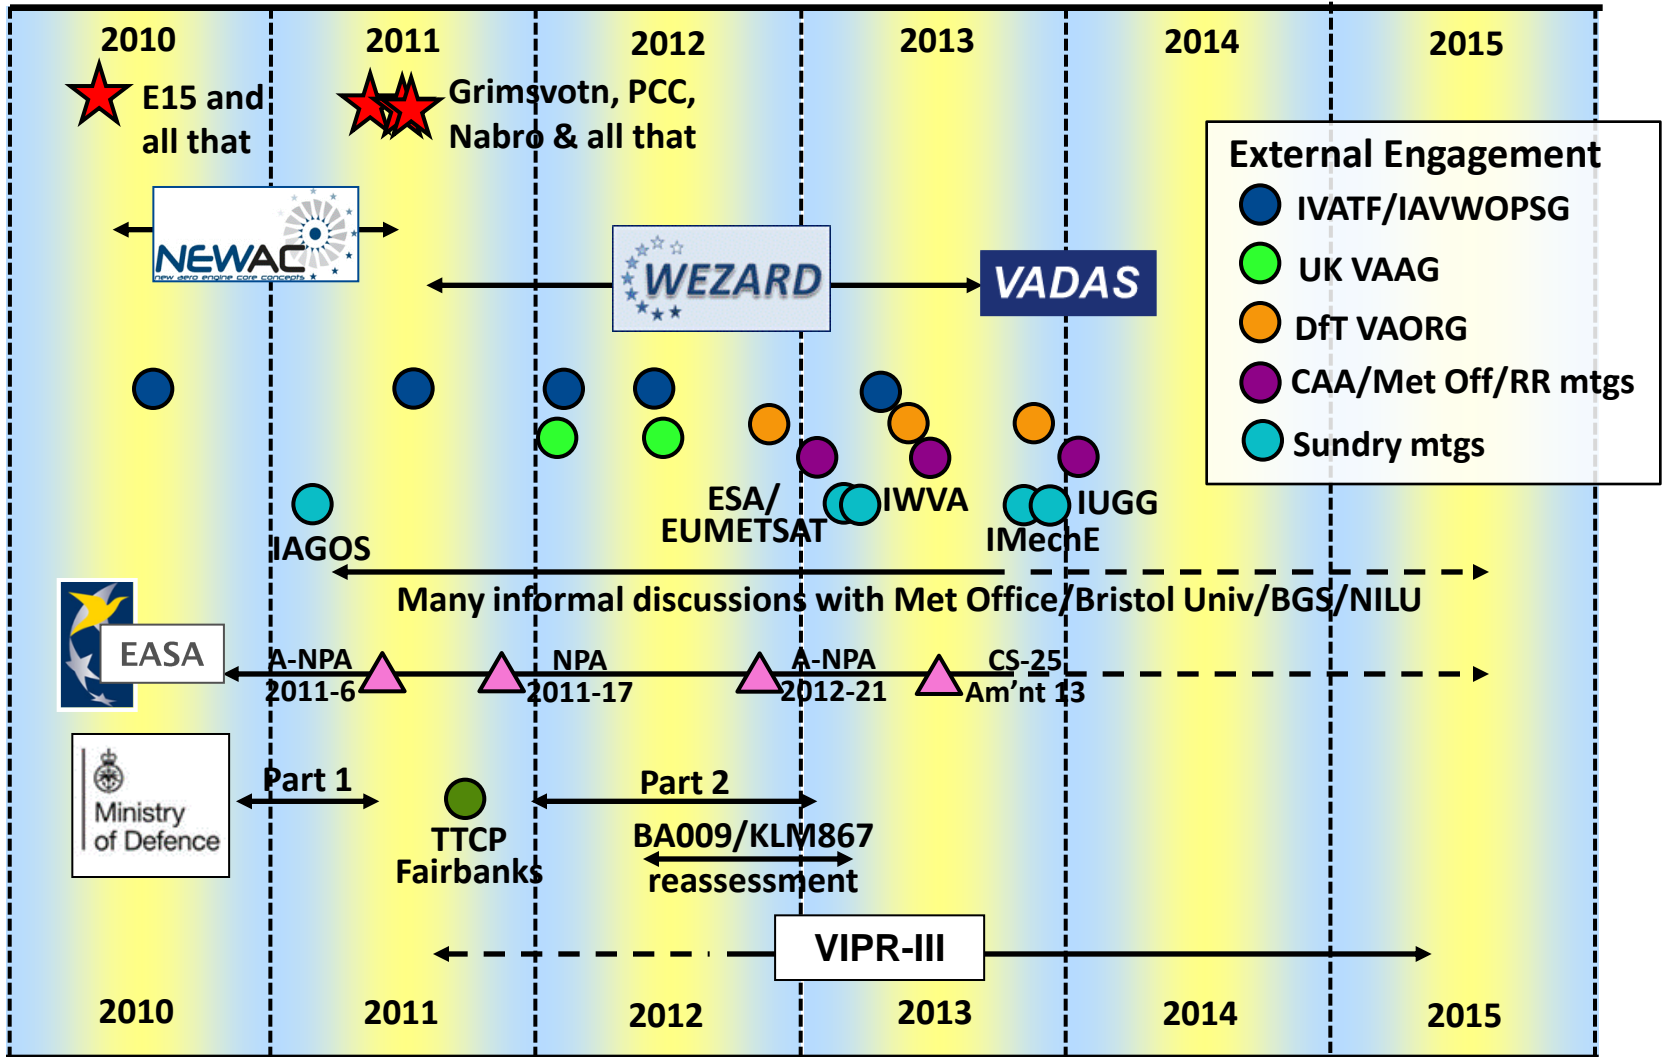 2010
2011
2012
2013
2014
2015
E15 and
all that
Grimsvotn, PCC,
Nabro & all that
External Engagement
IVATF/IAVWOPSG
UK VAAG
DfT VAORG
CAA/Met Off/RR mtgs
Sundry mtgs
NEWAC
new aero engine core concepts
WEZARD
VADAS
ESA/
EUMETSAT
IWVA
IUGG
IMechE
IAGOS
Many informal discussions with Met Office/Bristol Univ/BGS/NILU
EASA
A-NPA
2011-6
NPA
2011-17
A-NPA
2012-21
CS-25
Am’nt 13
Ministry
of Defence
Part 1
TTCP
Fairbanks
Part 2
BA009/KLM867
reassessment
VIPR-III
2010
2011
2012
2013
2014
2015